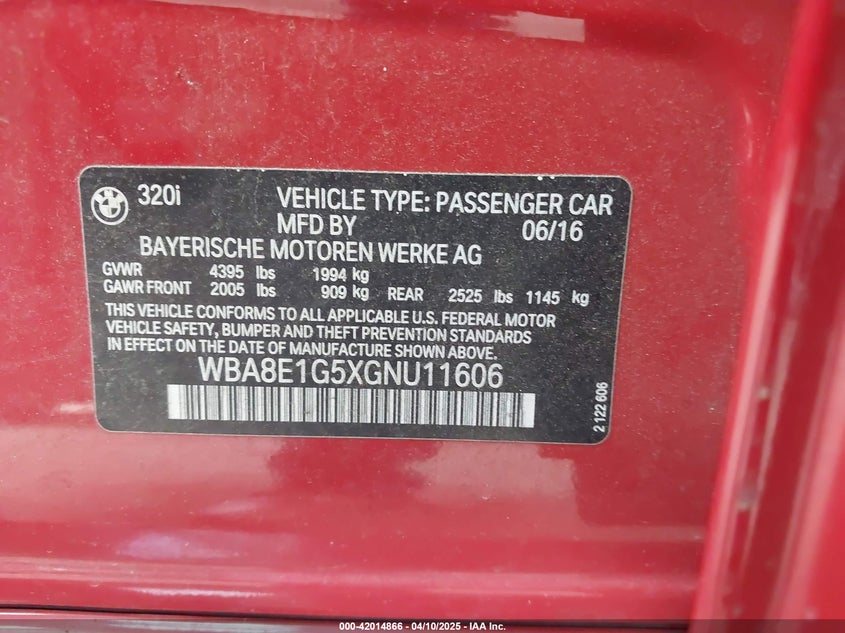 320i VEHICLE TYPE: PASSENGER CAR
MFD BY 06/16
BAYERISCHE MOTOREN WERKE AG
GVWR 4395 lbs 1994 kg
GAWR FRONT 2005 lbs 909 kg REAR 2525 lbs 1145 kg
THIS VEHICLE CONFORMS TO ALL APPLICABLE U.S. FEDERAL MOTOR
VEHICLE SAFETY, BUMPER AND THEFT PREVENTION STANDARDS
IN EFFECT ON THE DATE OF MANUFACTURE SHOWN ABOVE.
WBA8E1G5XGNU11606
2 122 606
000-42014866 - 04/10/2025 - IAA Inc.